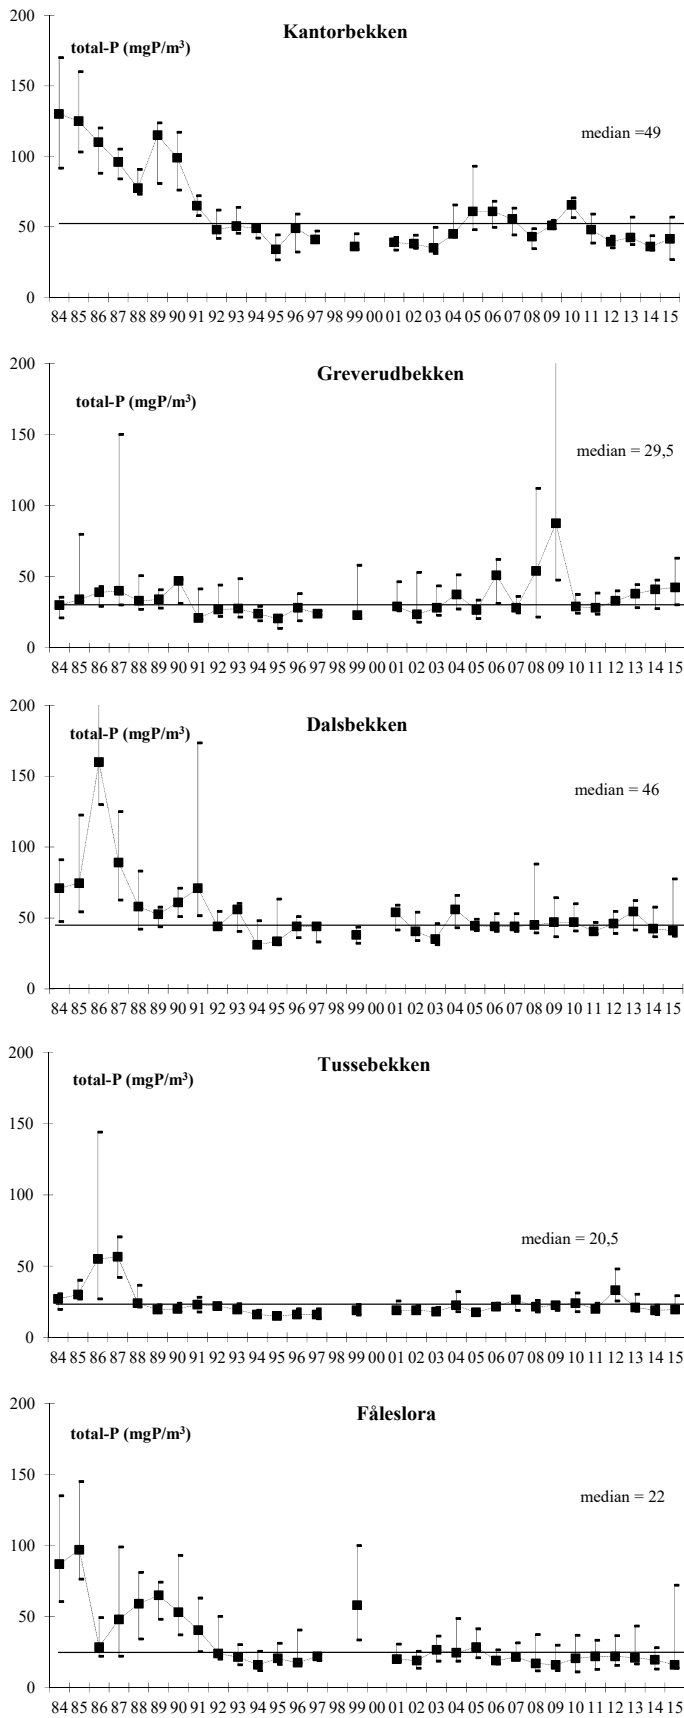 Kantorbekken
total-P (mgP/m³)
median =49
200
150
100
50
0
84 85 86 87 88 89 90 91 92 93 94 95 96 97 98 99 00 01 02 03 04 05 06 07 08 09 10 11 12 13 14 15
Greverudbekken
total-P (mgP/m³)
median = 29,5
200
150
100
50
0
84 85 86 87 88 89 90 91 92 93 94 95 96 97 98 99 00 01 02 03 04 05 06 07 08 09 10 11 12 13 14 15
Dalsbekken
total-P (mgP/m³)
median = 46
200
150
100
50
0
84 85 86 87 88 89 90 91 92 93 94 95 96 97 98 99 00 01 02 03 04 05 06 07 08 09 10 11 12 13 14 15
Tussebekken
total-P (mgP/m³)
median = 20,5
200
150
100
50
0
84 85 86 87 88 89 90 91 92 93 94 95 96 97 98 99 00 01 02 03 04 05 06 07 08 09 10 11 12 13 14 15
Fåleslora
total-P (mgP/m³)
median = 22
200
150
100
50
0
84 85 86 87 88 89 90 91 92 93 94 95 96 97 98 99 00 01 02 03 04 05 06 07 08 09 10 11 12 13 14 15